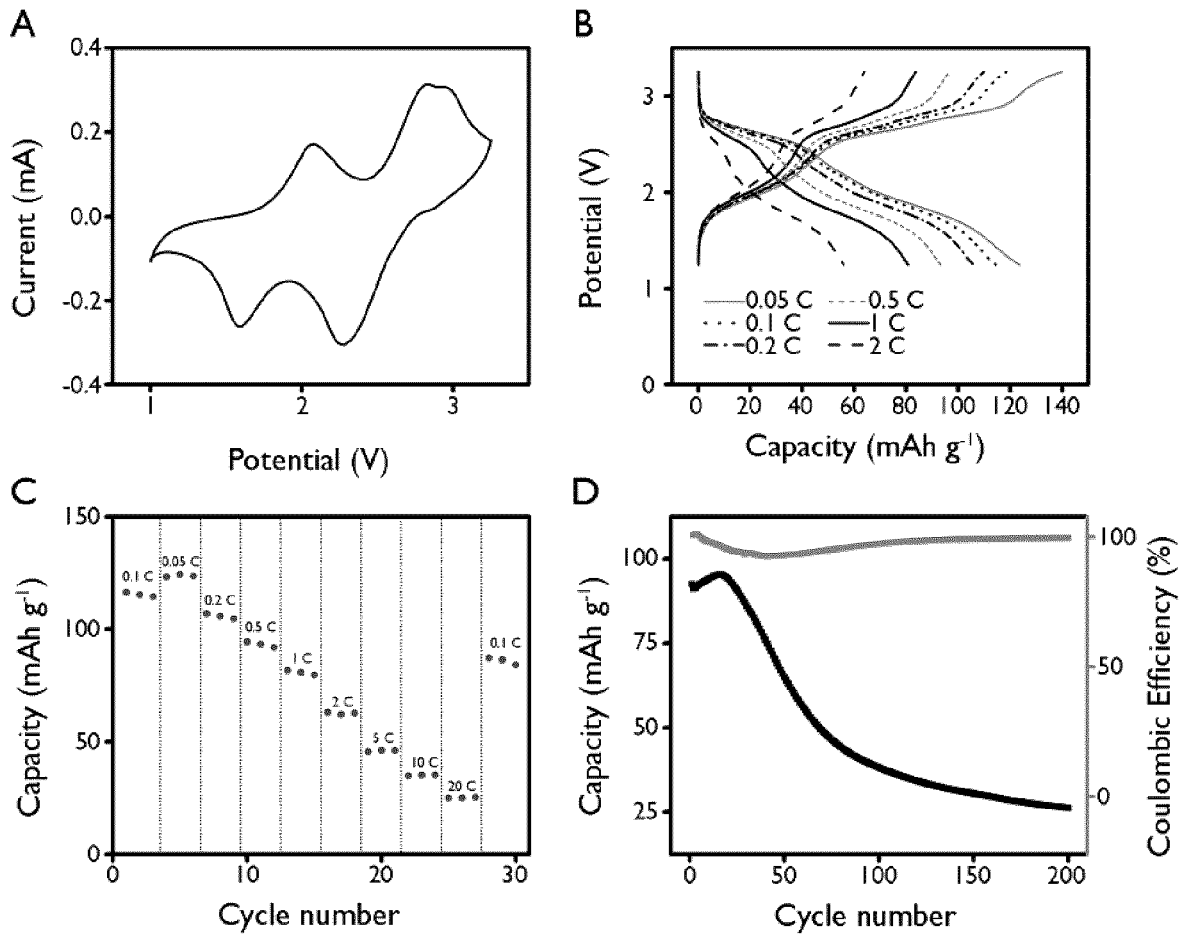 A
0.4
0.2
0.0
-0.2
-0.4
Current (mA)
1
2
3
Potential (V)
B
3
2
1
0
Potential (V)
0.05 C
0.5 C
0.1 C
1 C
0.2 C
2 C
0
20
40
60
80
100
120
140
Capacity (mAh g⁻¹)
C
150
100
50
0
Capacity (mAh g⁻¹)
0.1 C
0.05 C
0.2 C
0.5 C
1 C
2 C
5 C
10 C
20 C
0.1 C
0
10
20
30
Cycle number
D
100
75
50
25
Capacity (mAh g⁻¹)
100
50
0
Coulombic Efficiency (%)
0
50
100
150
200
Cycle number